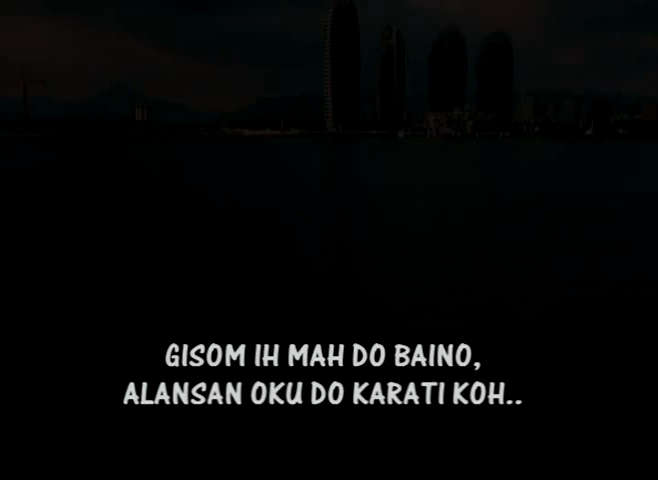 GISOM IH MAH DO BAINO,
ALANSAN OKU DO KARATI KOH..